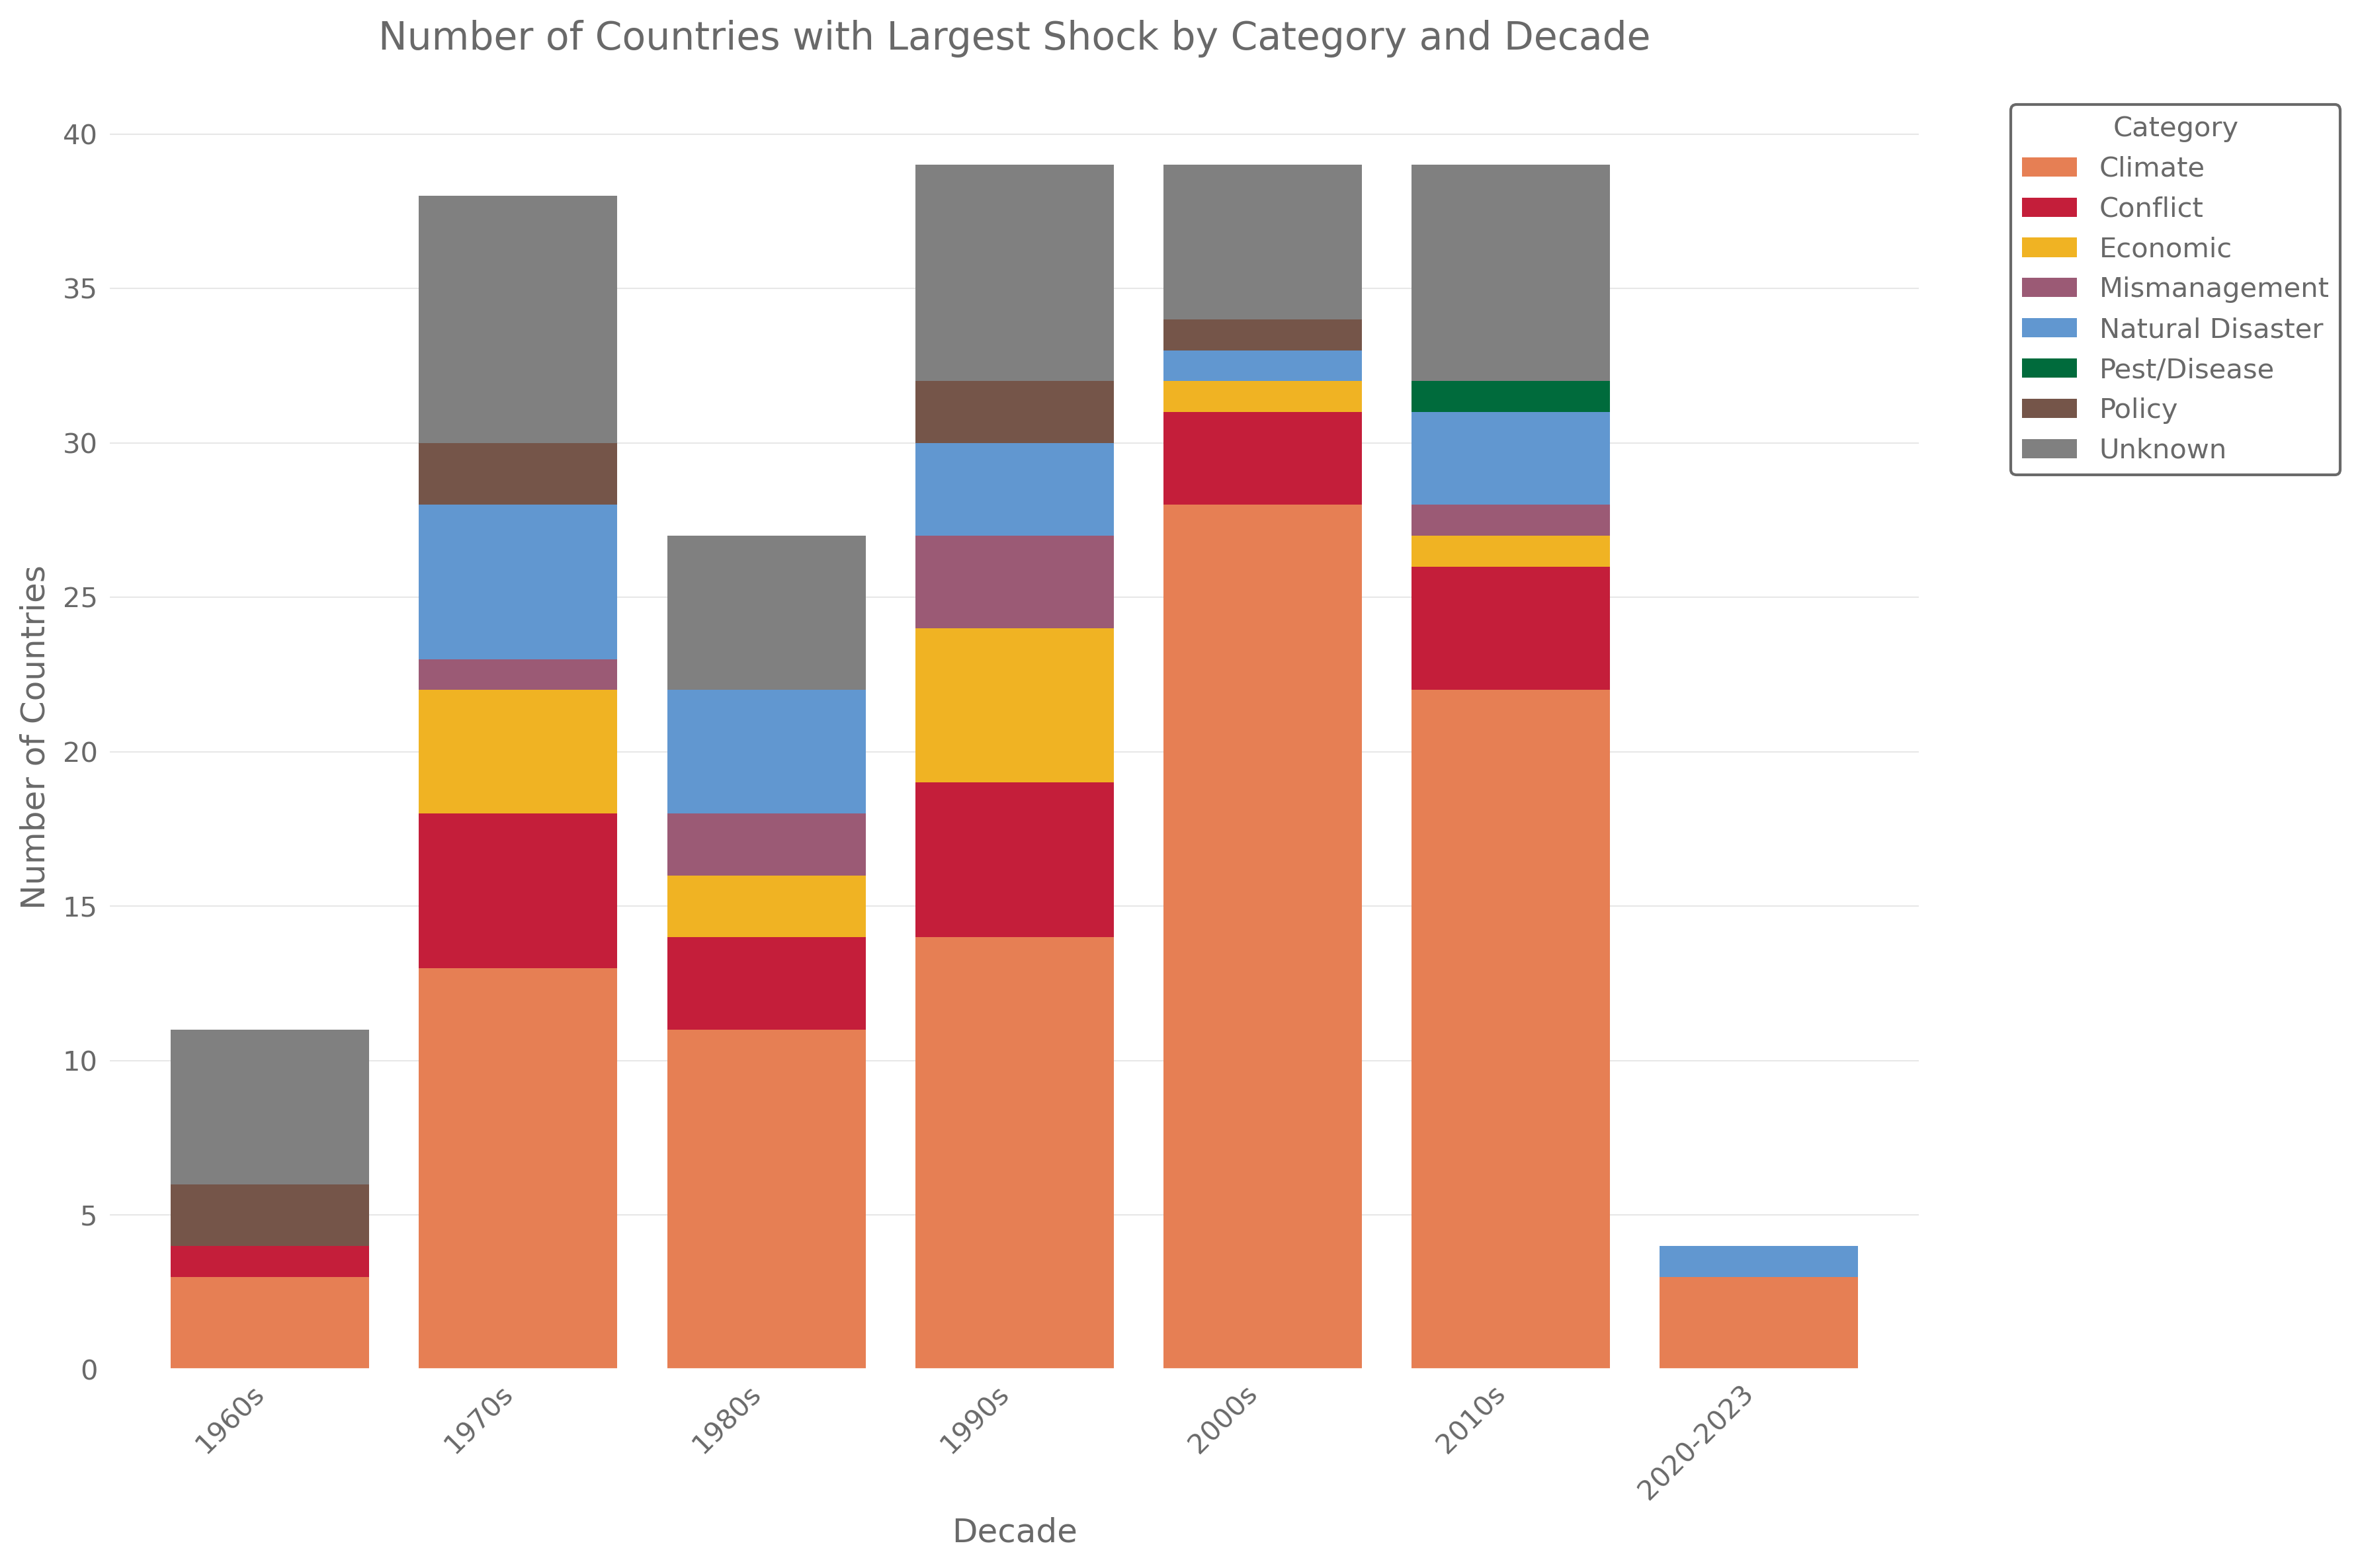 Number of Countries with Largest Shock by Category and Decade
Category
Climate
Conflict
Economic
Mismanagement
Natural Disaster
Pest/Disease
Policy
Unknown
Number of Countries
40
35
30
25
20
15
10
5
0
1960s
1970s
1980s
1990s
2000s
2010s
2020-2023
Decade